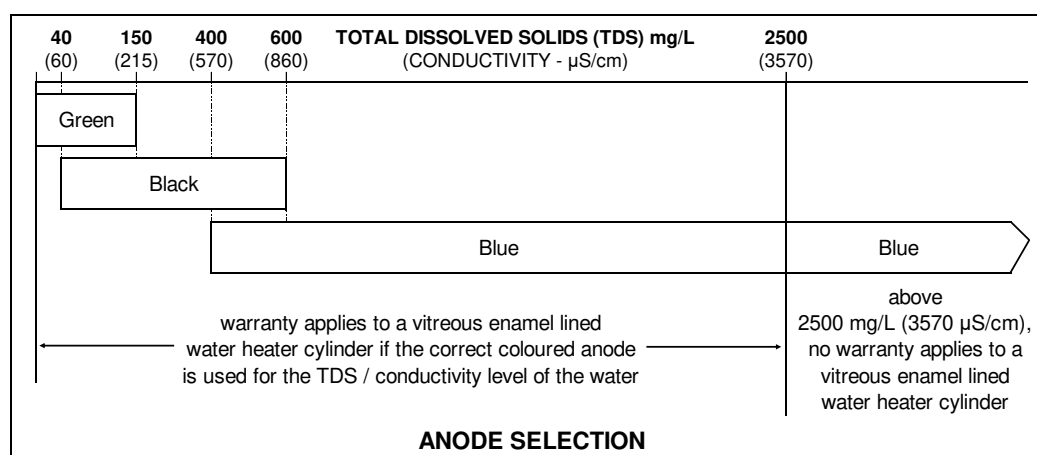 40 150 400 600 TOTAL DISSOLVED SOLIDS (TDS) mg/L 2500
(60) (215) (570) (860) (CONDUCTIVITY - µS/cm) (3570)
Green
Black
Blue Blue
warranty applies to a vitreous enamel lined
water heater cylinder if the correct coloured anode
is used for the TDS / conductivity level of the water
above
2500 mg/L (3570 µS/cm),
no warranty applies to a
vitreous enamel lined
water heater cylinder
ANODE SELECTION